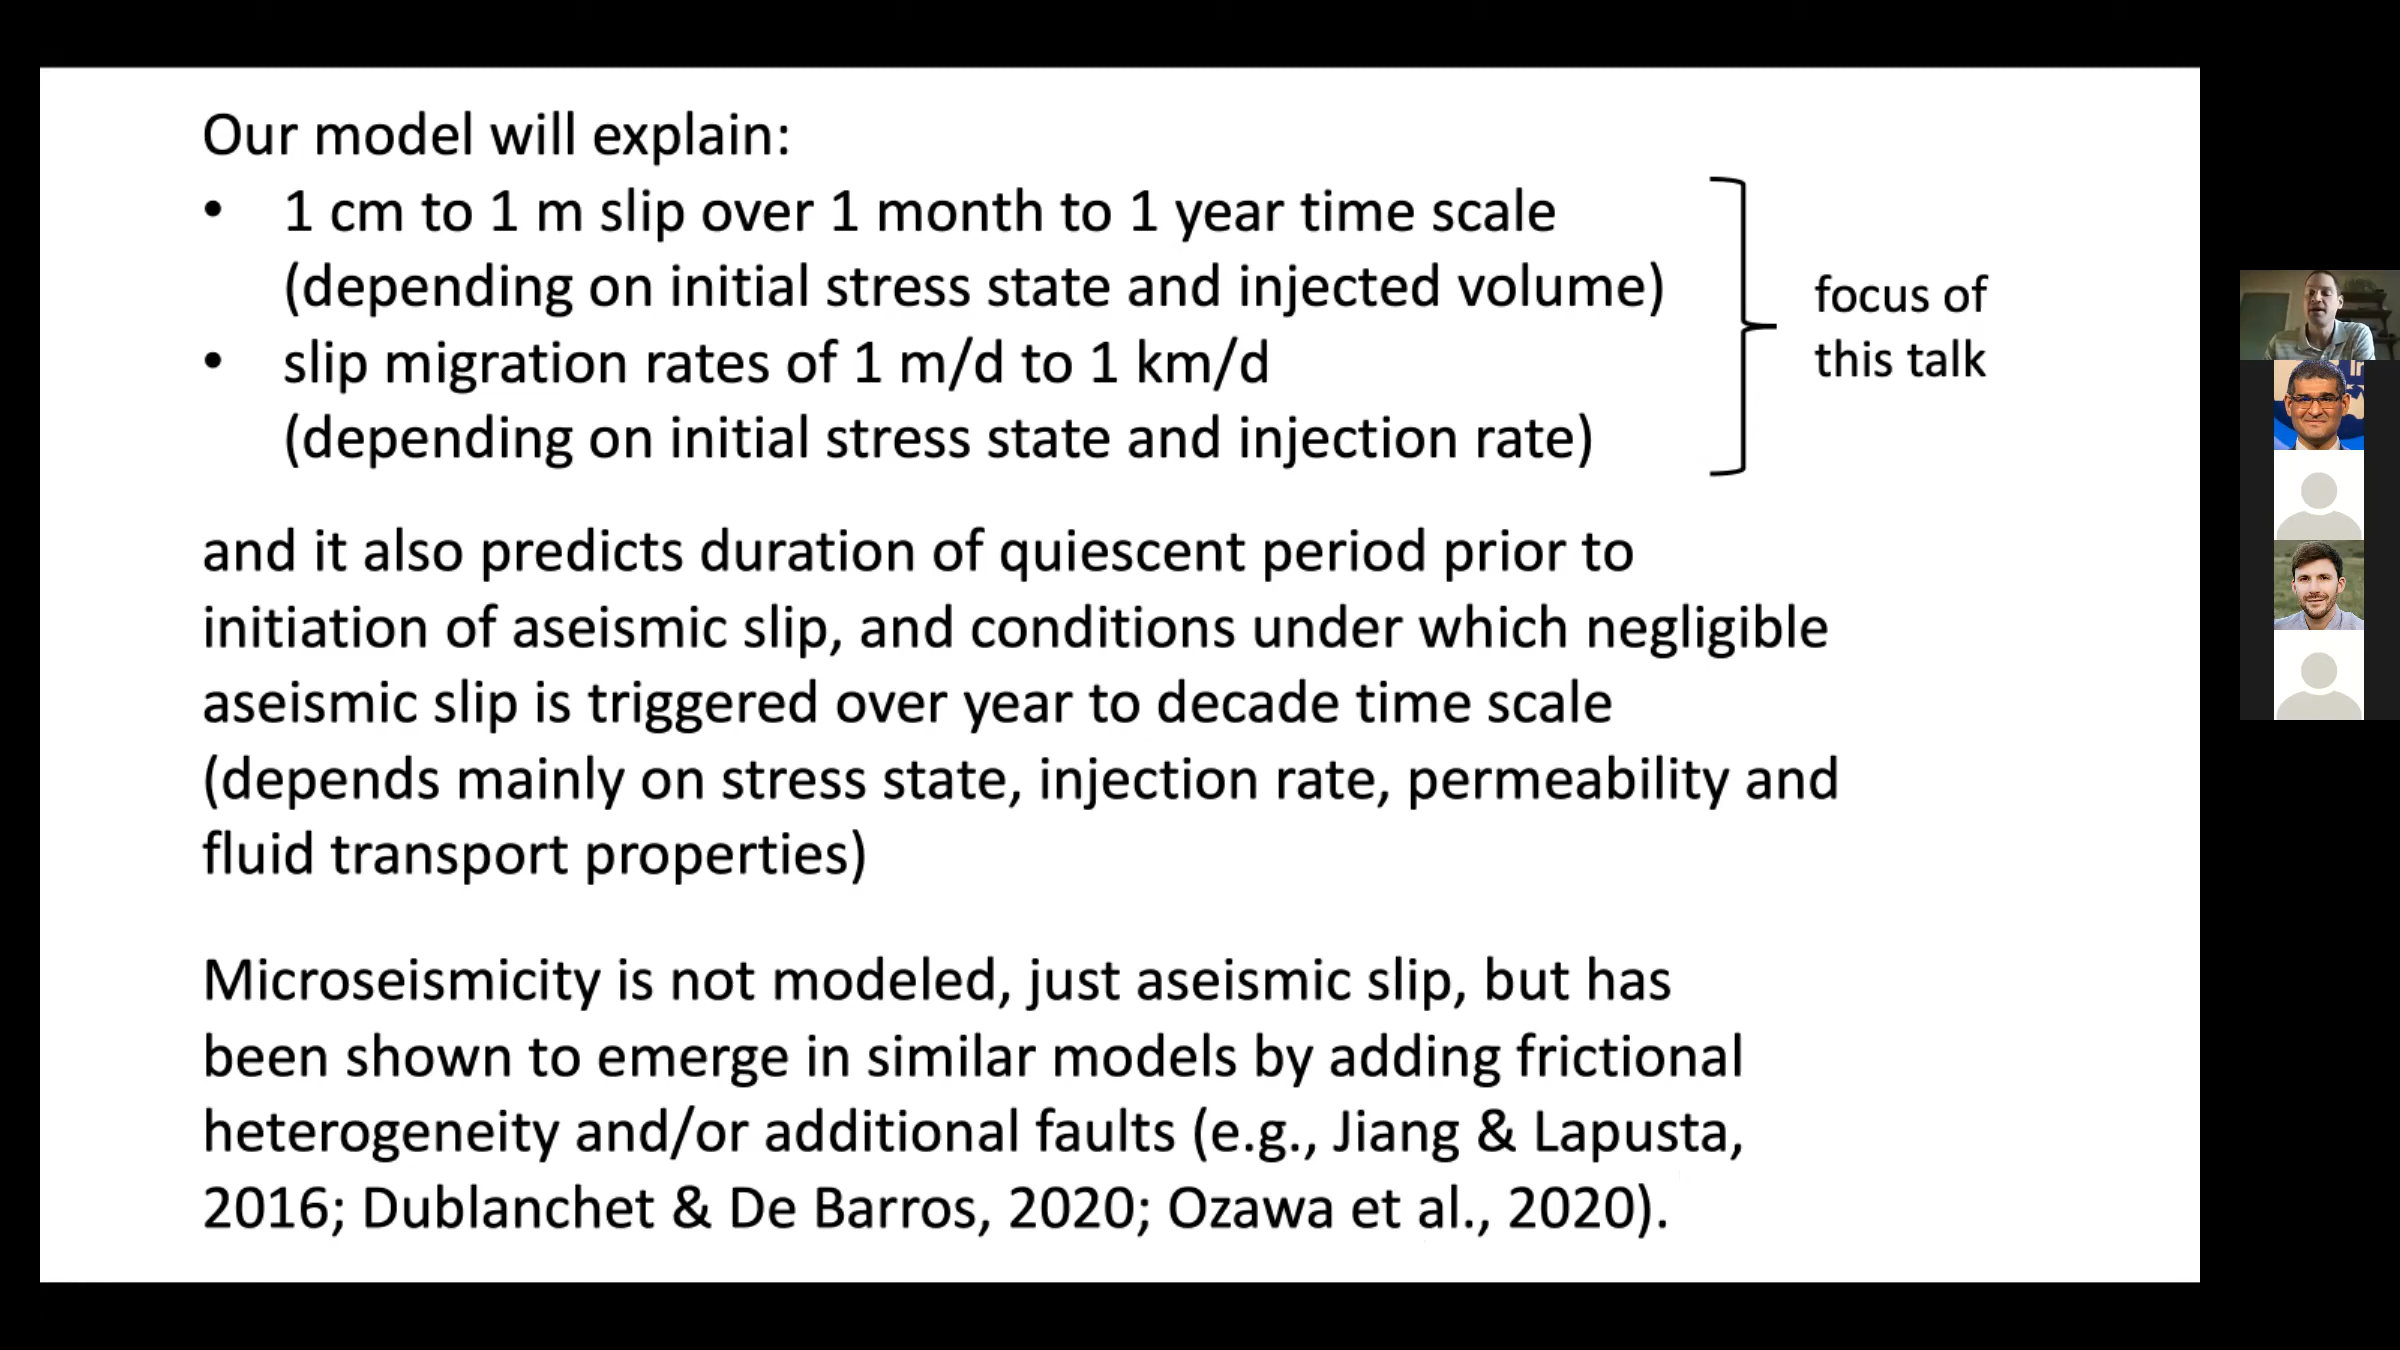 Our model will explain:
• 1 cm to 1 m slip over 1 month to 1 year time scale
(depending on initial stress state and injected volume)
• slip migration rates of 1 m/d to 1 km/d
(depending on initial stress state and injection rate)
focus of
this talk
and it also predicts duration of quiescent period prior to
initiation of aseismic slip, and conditions under which negligible
aseismic slip is triggered over year to decade time scale
(depends mainly on stress state, injection rate, permeability and
fluid transport properties)
Microseismicity is not modeled, just aseismic slip, but has
been shown to emerge in similar models by adding frictional
heterogeneity and/or additional faults (e.g., Jiang & Lapusta,
2016; Dublanchet & De Barros, 2020; Ozawa et al., 2020).